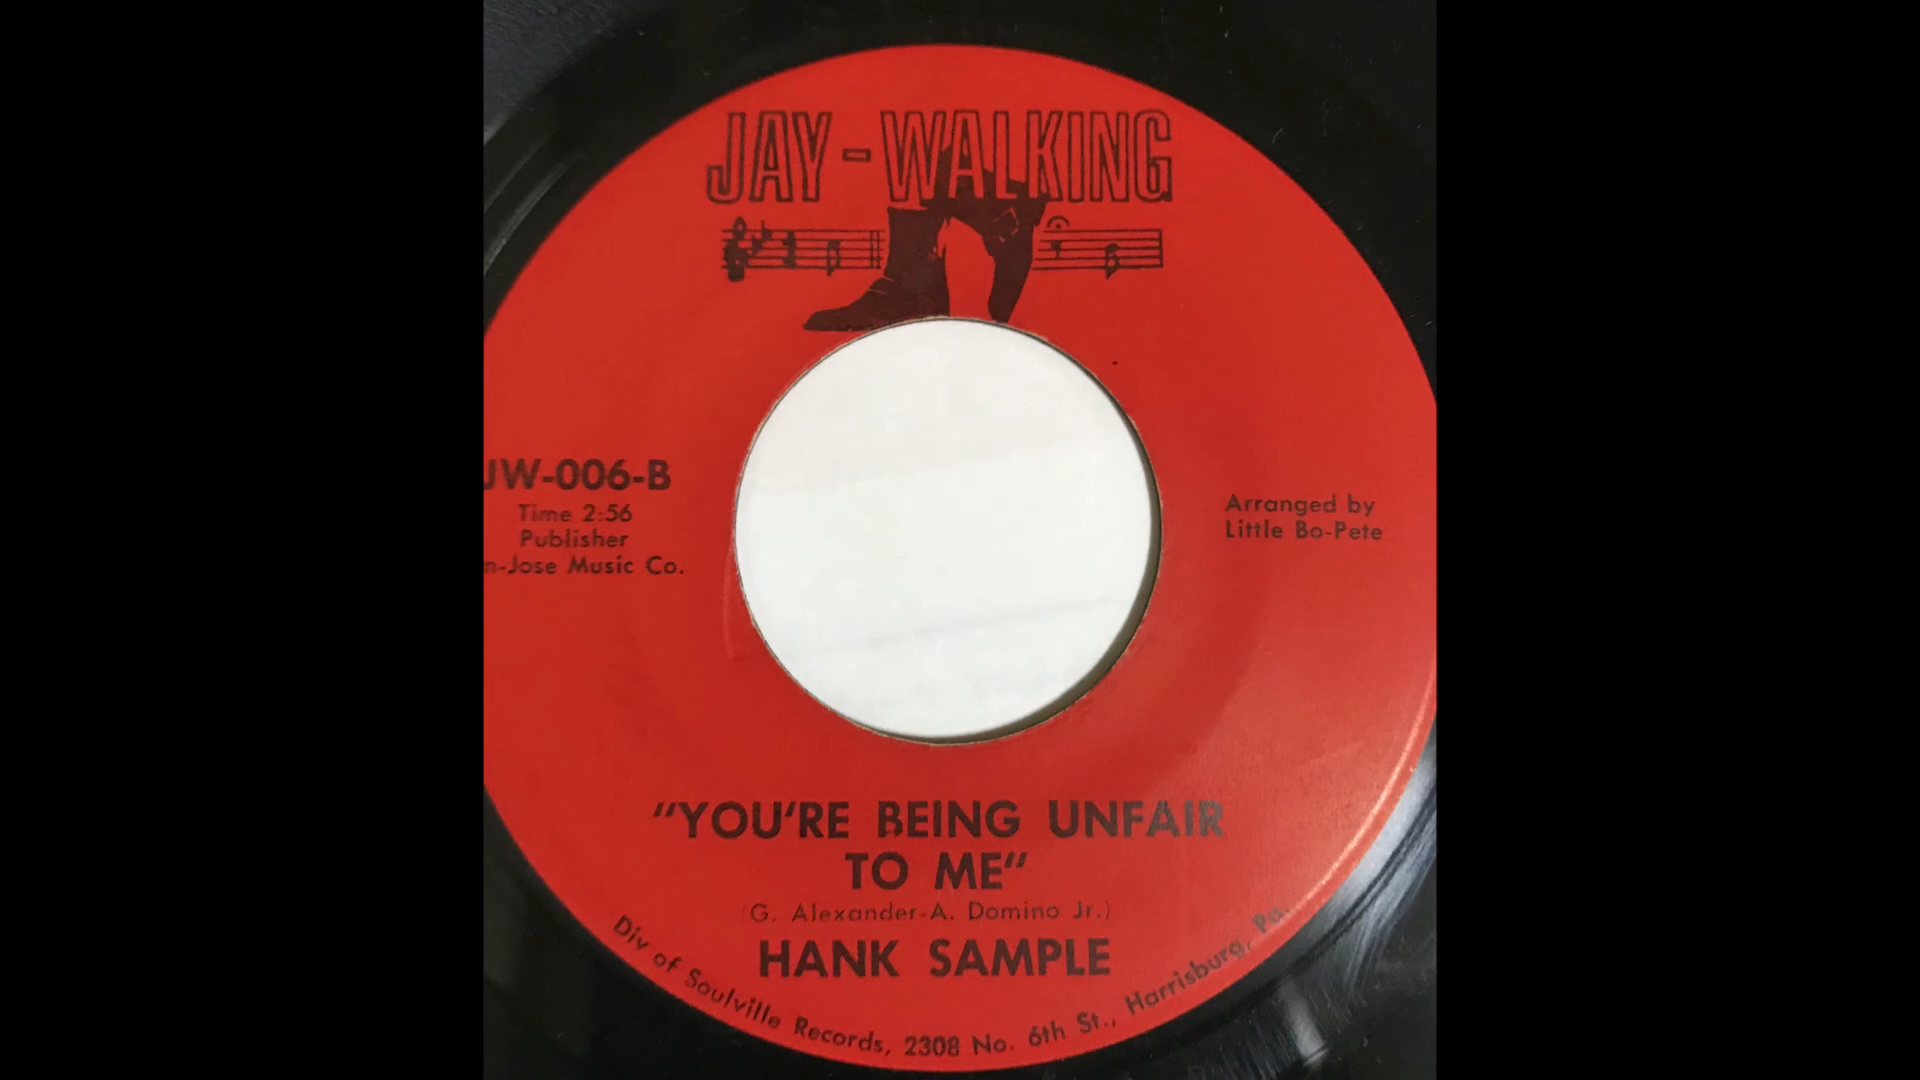 JAY-WALKING
JW-006-B
Time 2:56
Publisher
-Jose Music Co.
Arranged by
Little Bo-Pete
"YOU'RE BEING UNFAIR
TO ME"
(G. Alexander-A. Domino Jr.)
HANK SAMPLE
Div of Soulville Records, 2308 No. 6th St., Harrisburg, Pa.